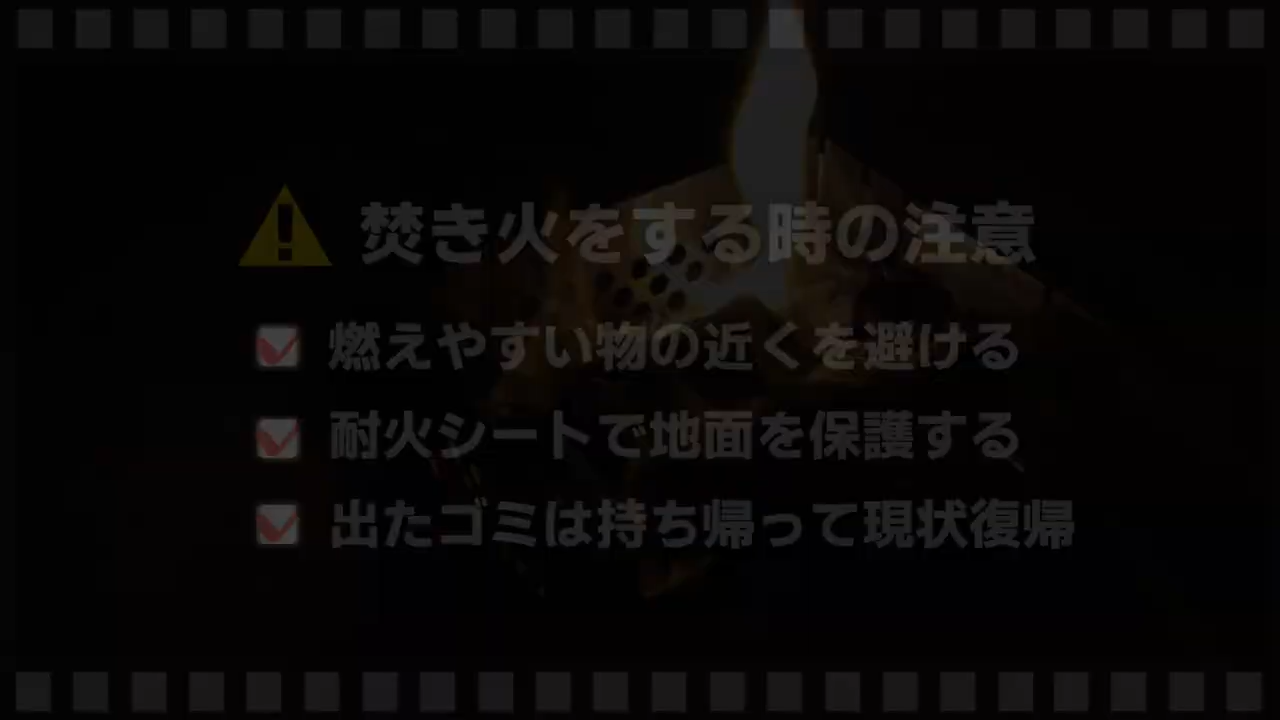 焚き火をする時の注意
燃えやすい物の近くを避ける
耐火シートで地面を保護する
出たゴミは持ち帰って現状復帰